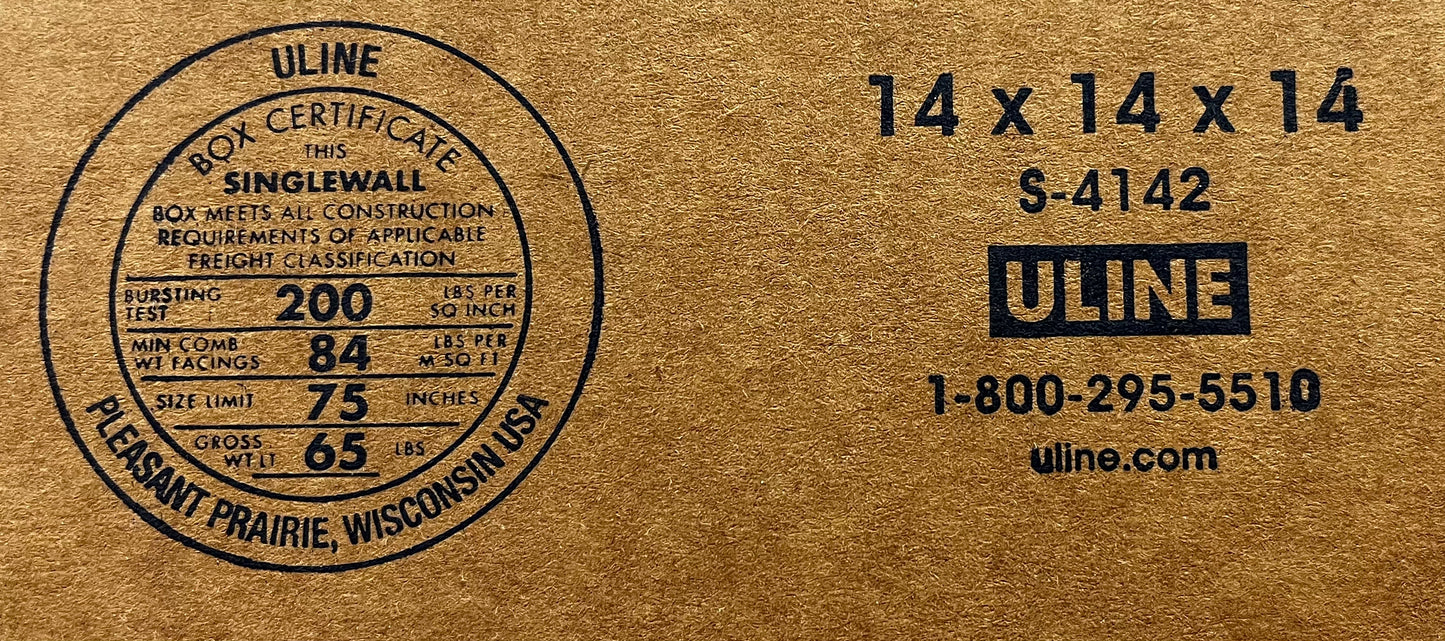 ULINE
BOX CERTIFICATE
THIS
SINGLEWALL
BOX MEETS ALL CONSTRUCTION
REQUIREMENTS OF APPLICABLE
FREIGHT CLASSIFICATION
BURSTING TEST 200 LBS PER SQ INCH
MIN COMB WT FACINGS 84 LBS PER M SQ FT
SIZE LIMIT 75 INCHES
GROSS WT LT 65 LBS
PLEASANT PRAIRIE, WISCONSIN USA
14 x 14 x 14
S-4142
ULINE
1-800-295-5510
uline.com